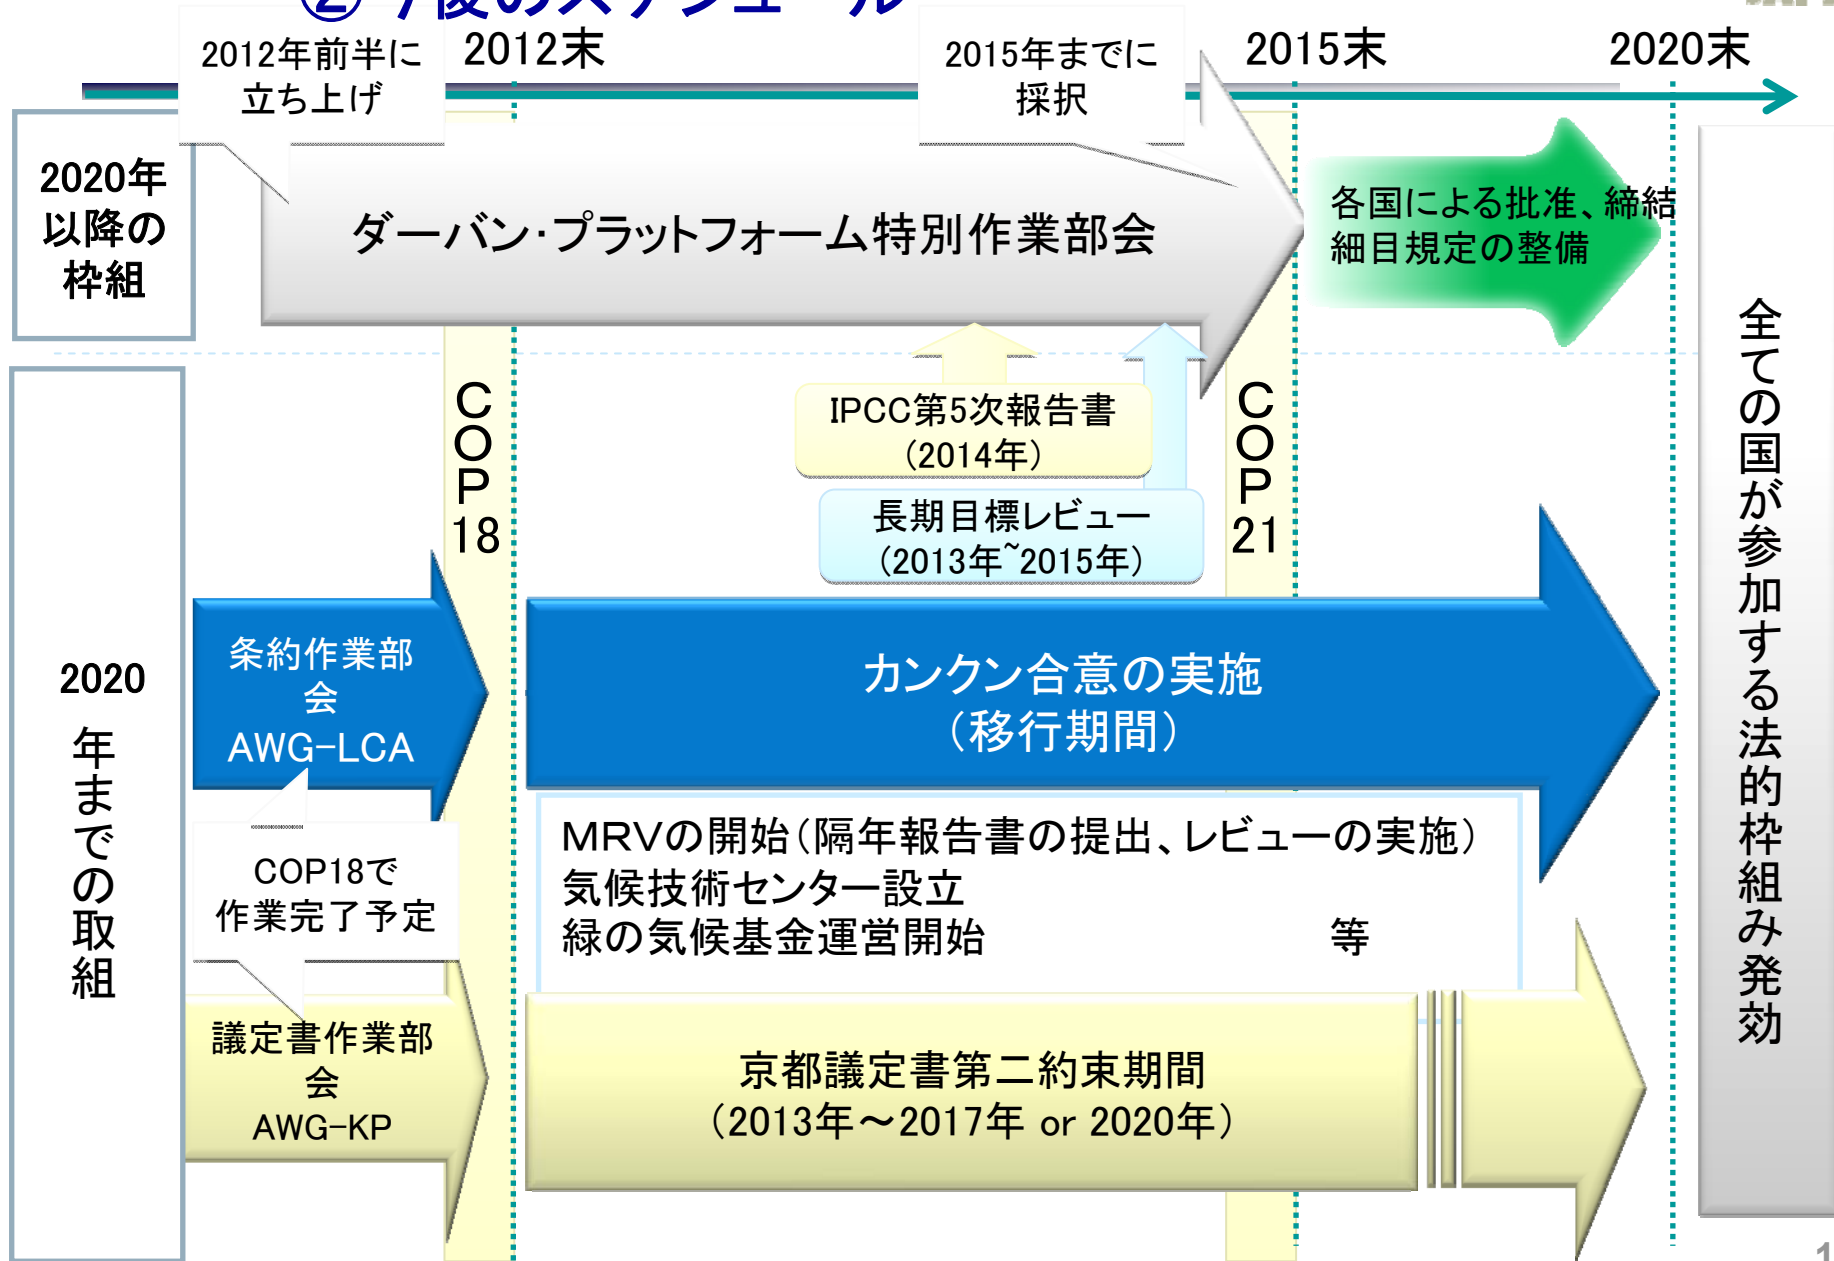 ②今後のスケジュール
2012末
2015末
2020末
2012年前半に
立ち上げ
2015年までに
採択
2020年
以降の
枠組
ダーバン・プラットフォーム特別作業部会
各国による批准、締結
細目規定の整備
IPCC第5次報告書
(2014年)
長期目標レビュー
(2013年~2015年)
COP18
COP21
2020
年までの取組
条約作業部
会
AWG-LCA
カンクン合意の実施
(移行期間)
COP18で
作業完了予定
MRVの開始(隔年報告書の提出、レビューの実施)
気候技術センター設立
緑の気候基金運営開始 等
議定書作業部
会
AWG-KP
京都議定書第二約束期間
(2013年～2017年 or 2020年)
全ての国が参加する法的枠組み発効